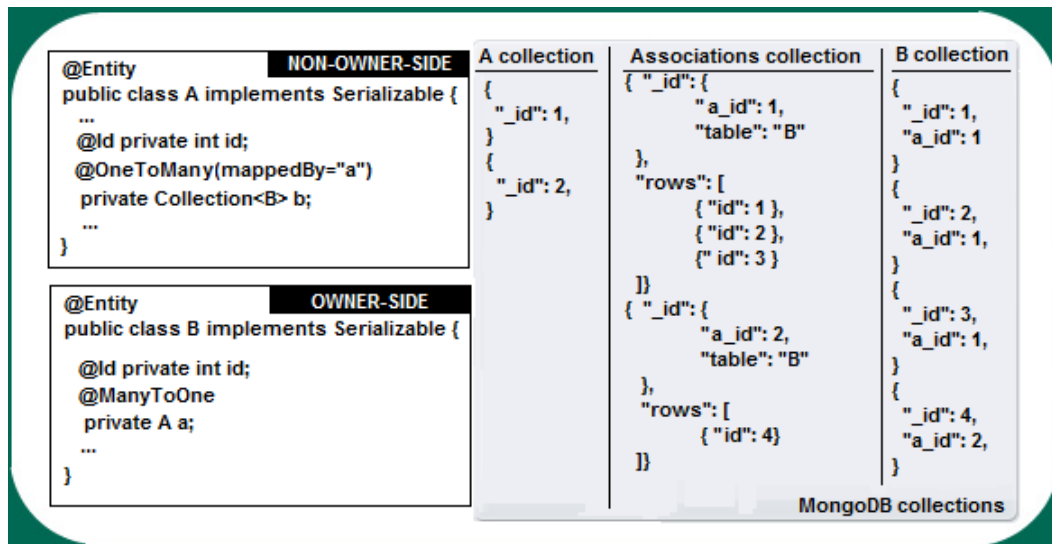 @Entity
NON-OWNER-SIDE
public class A implements Serializable {
...
@Id private int id;
@OneToMany(mappedBy="a")
private Collection<B> b;
...
}
@Entity
OWNER-SIDE
public class B implements Serializable {
@Id private int id;
@ManyToOne
private A a;
...
}
A collection
{
"_id": 1,
}
{
"_id": 2,
}
Associations collection
{ "_id": {
"a_id": 1,
"table": "B"
},
"rows": [
{ "id": 1 },
{ "id": 2 },
{" id": 3 }
]}
{ "_id": {
"a_id": 2,
"table": "B"
},
"rows": [
{ "id": 4}
]}
B collection
{
"_id": 1,
"a_id": 1
}
{
"_id": 2,
"a_id": 1,
}
{
"_id": 3,
"a_id": 1,
}
{
"_id": 4,
"a_id": 2,
}
MongoDB collections